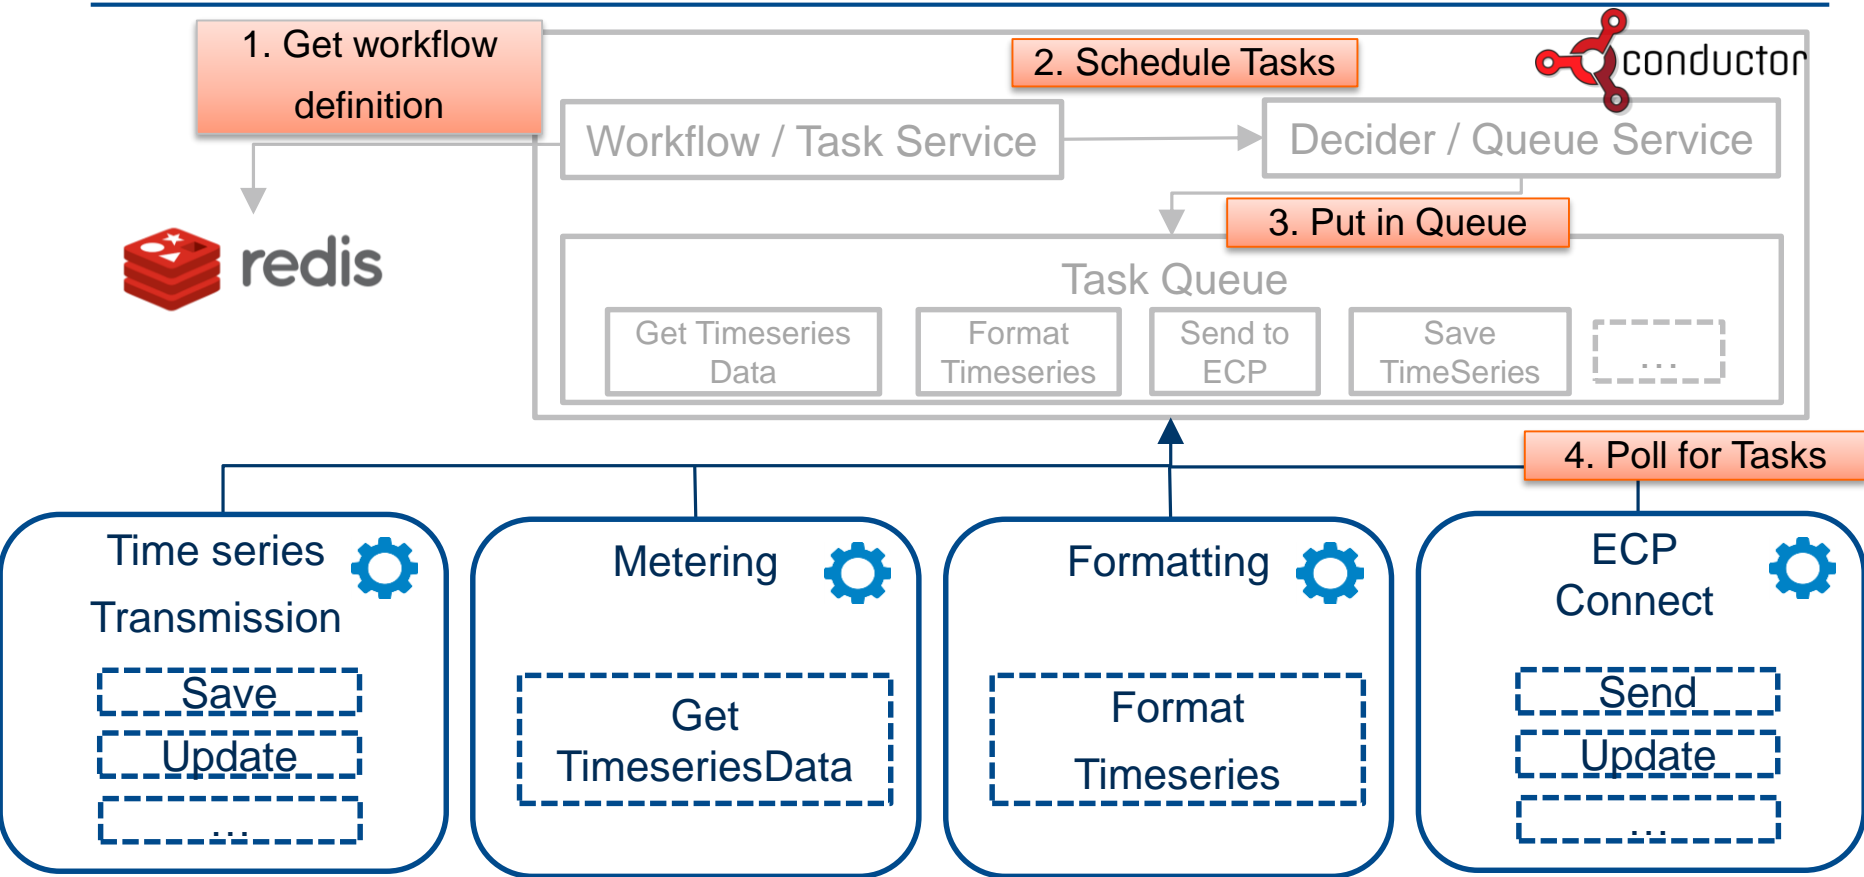 1. Get workflow
definition
2. Schedule Tasks
conductor
Workflow / Task Service
Decider / Queue Service
3. Put in Queue
redis
Task Queue
Get Timeseries
Data
Format
Timeseries
Send to
ECP
Save
TimeSeries
...
4. Poll for Tasks
Time series
Transmission
Save
Update
...
Metering
Get
TimeseriesData
Formatting
Format
Timeseries
ECP
Connect
Send
Update
...